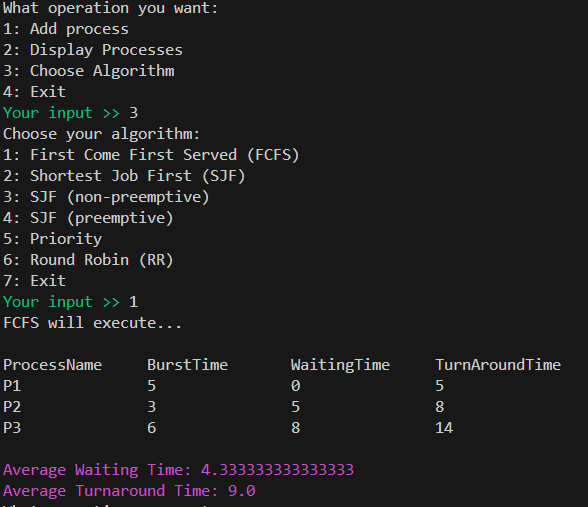 What operation you want:
1: Add process
2: Display Processes
3: Choose Algorithm
4: Exit
Your input >> 3
Choose your algorithm:
1: First Come First Served (FCFS)
2: Shortest Job First (SJF)
3: SJF (non-preemptive)
4: SJF (preemptive)
5: Priority
6: Round Robin (RR)
7: Exit
Your input >> 1
FCFS will execute...
ProcessName BurstTime WaitingTime TurnAroundTime
P1 5 0 5
P2 3 5 8
P3 6 8 14
Average Waiting Time: 4.333333333333333
Average Turnaround Time: 9.0